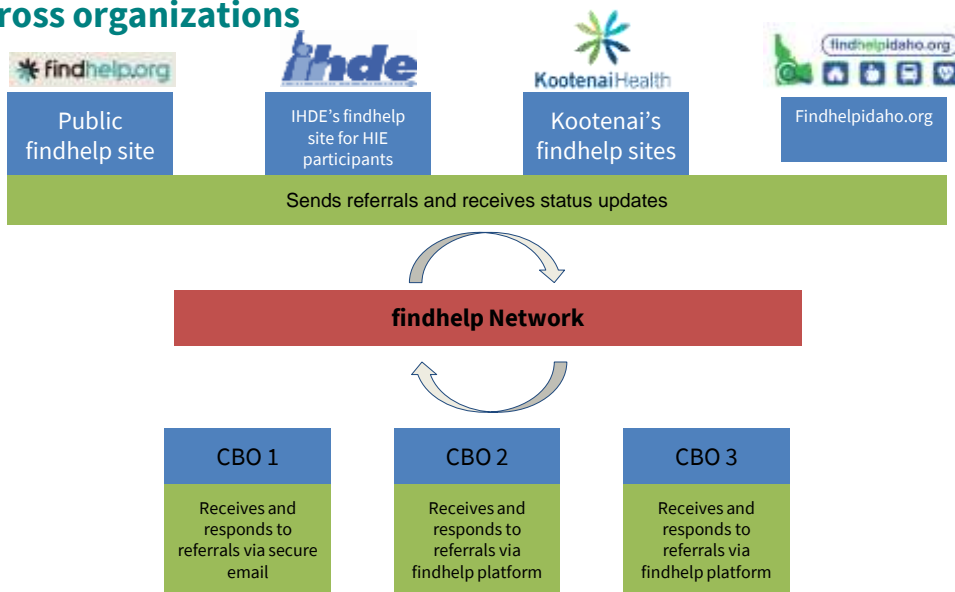 ross organizations
findhelp.org
ihde
KootenaiHealth
findhelpidaho.org
Public
findhelp site
IHDE's findhelp
site for HIE
participants
Kootenai's
findhelp sites
Findhelpidaho.org
Sends referrals and receives status updates
findhelp Network
CBO 1
CBO 2
CBO 3
Receives and
responds to
referrals via secure
email
Receives and
responds to
referrals via
findhelp platform
Receives and
responds to
referrals via
findhelp platform